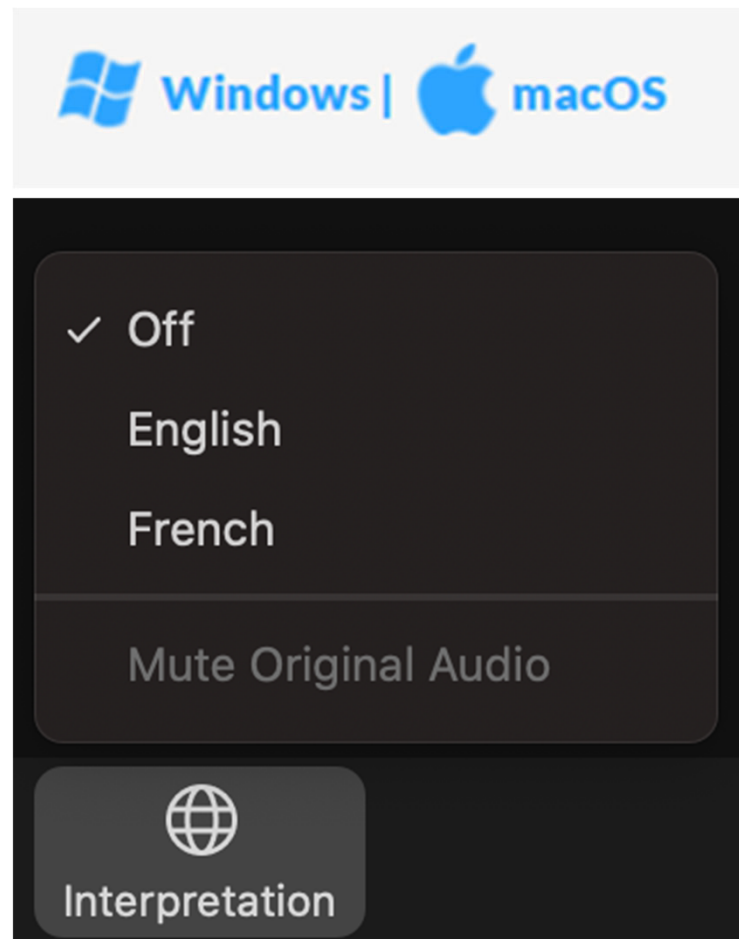 Windows | macOS
Off
English
French
Mute Original Audio
Interpretation